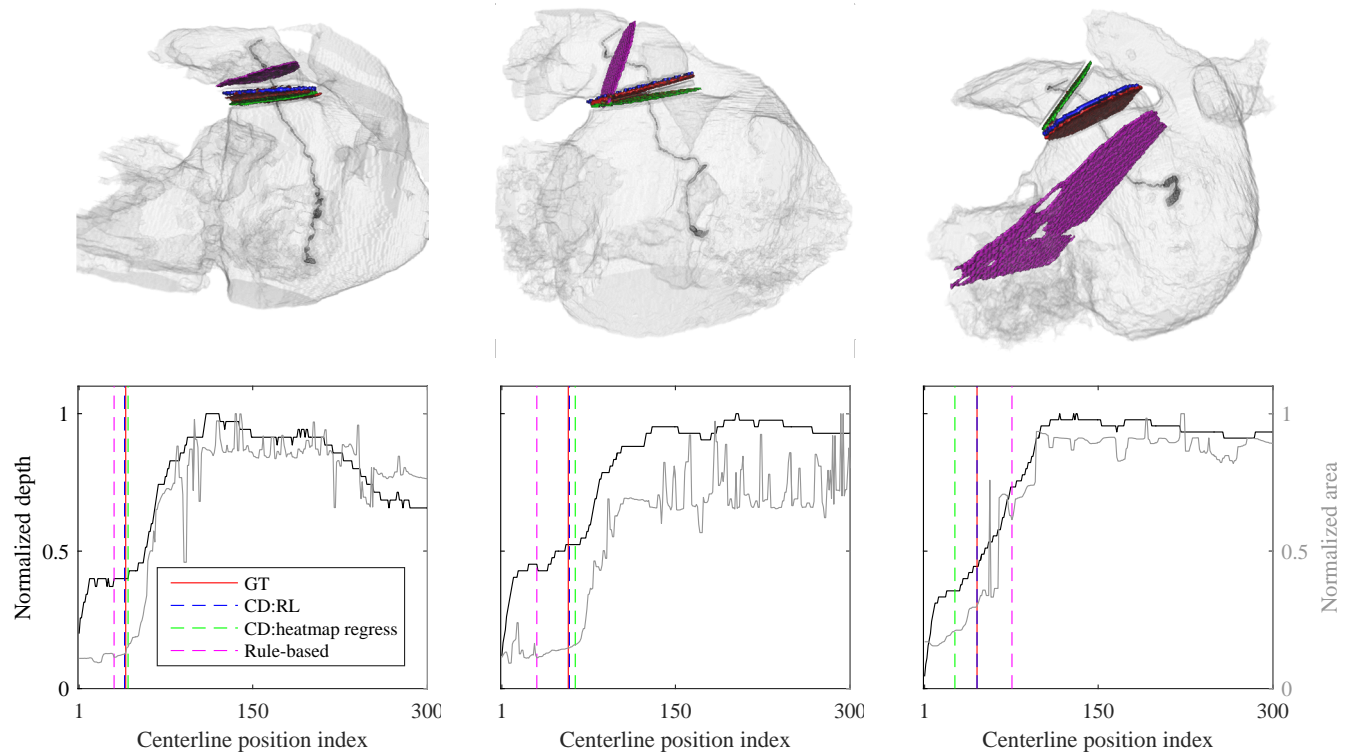 1
0.5
0
Normalized depth
GT
CD:RL
CD:heatmap regress
Rule-based
1
150
300
Centerline position index
1
150
300
Centerline position index
1
0.5
0
Normalized area
1
150
300
Centerline position index